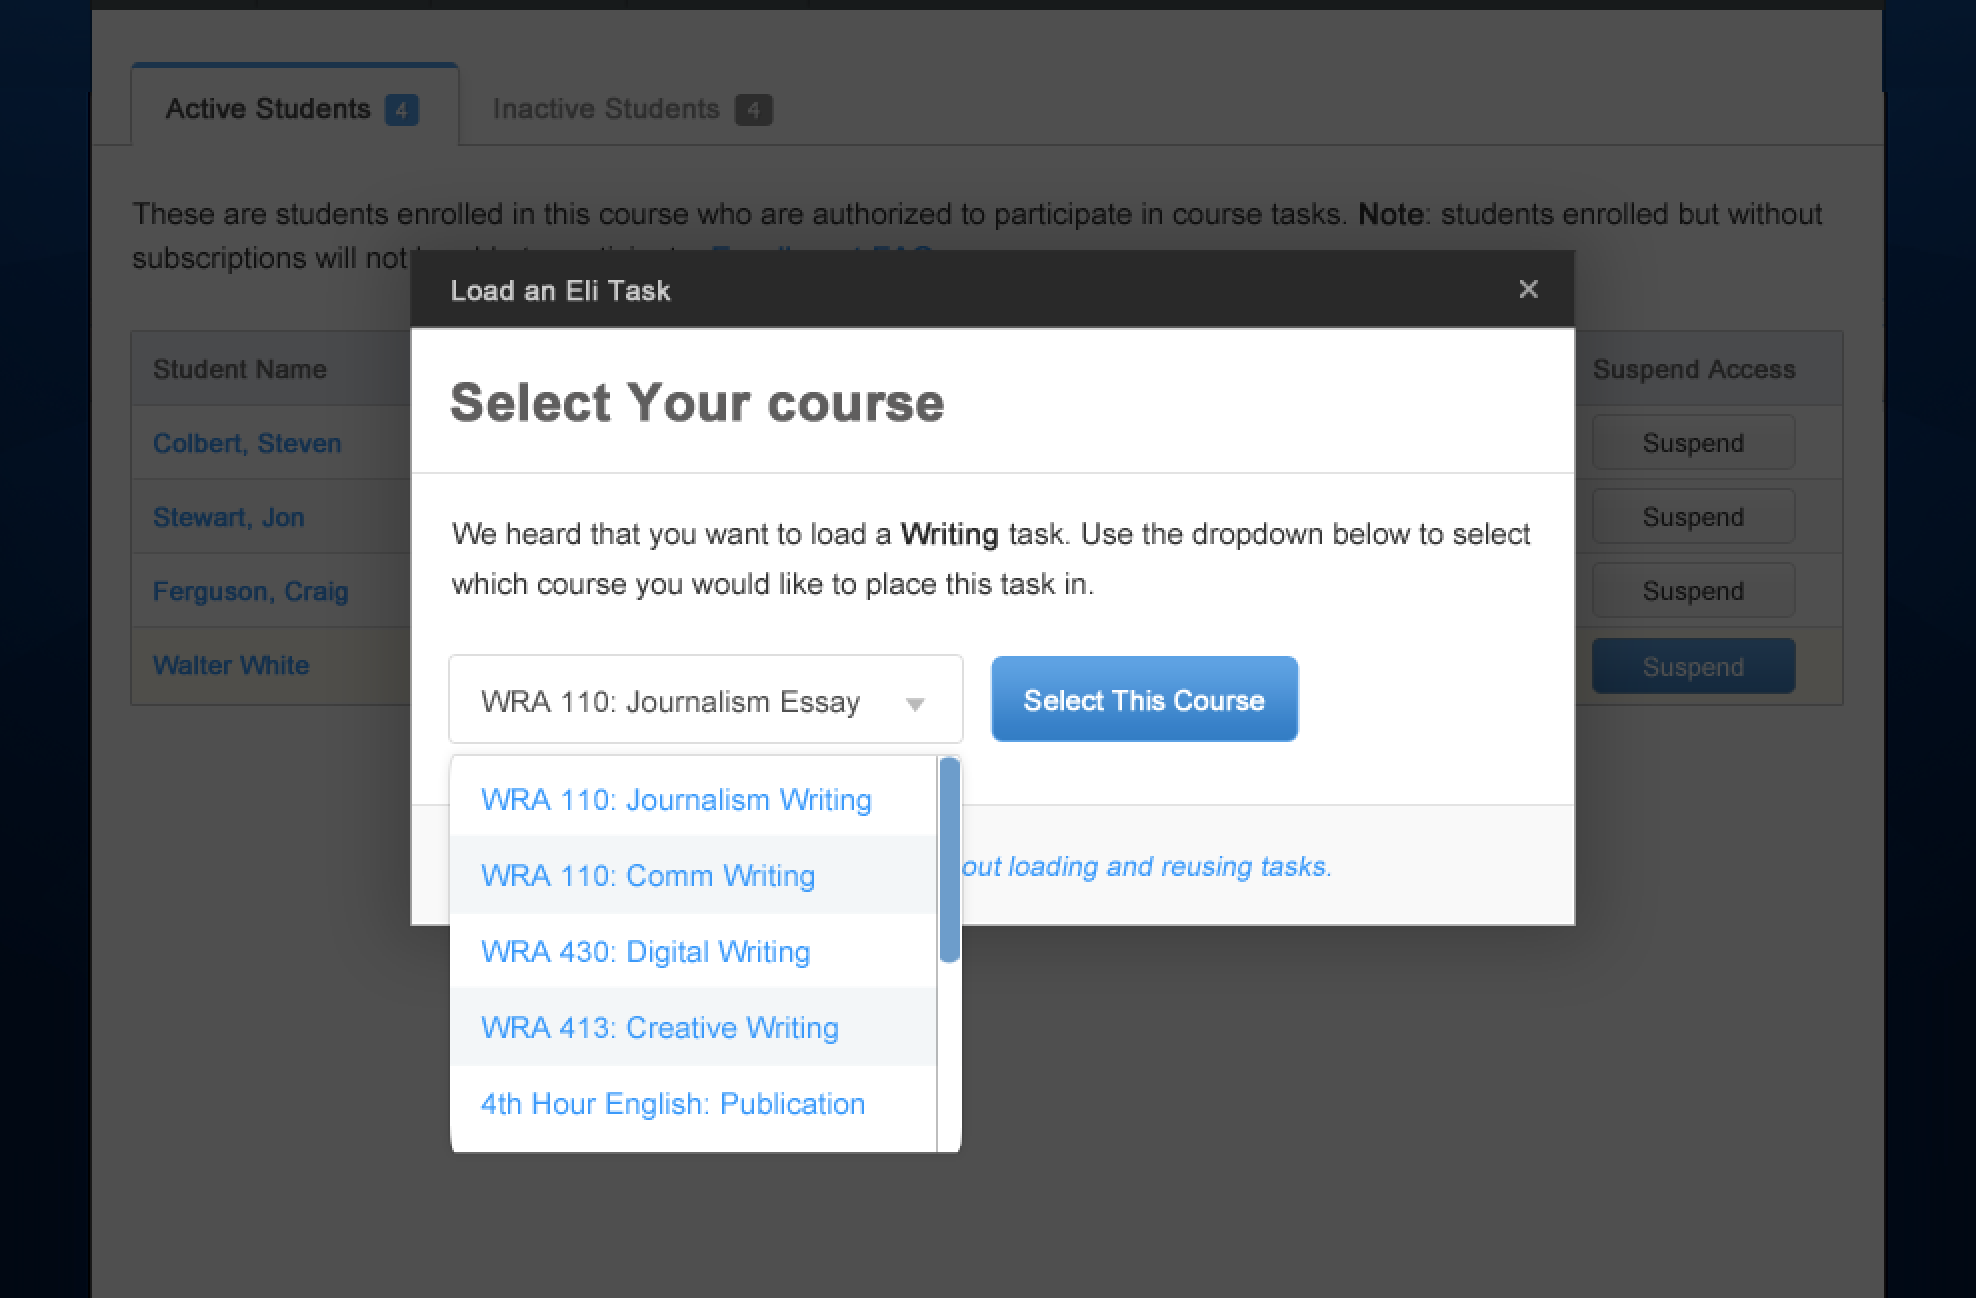 Active Students 4 Inactive Students 4
These are students enrolled in this course who are authorized to participate in course tasks. Note: students enrolled but without
subscriptions will not
Load an Eli Task ×
Student Name Suspend Access
Select Your course
Colbert, Steven Suspend
Stewart, Jon Suspend
We heard that you want to load a Writing task. Use the dropdown below to select
which course you would like to place this task in.
Ferguson, Craig Suspend
Walter White Suspend
WRA 110: Journalism Essay Select This Course
WRA 110: Journalism Writing
WRA 110: Comm Writing
out loading and reusing tasks.
WRA 430: Digital Writing
WRA 413: Creative Writing
4th Hour English: Publication